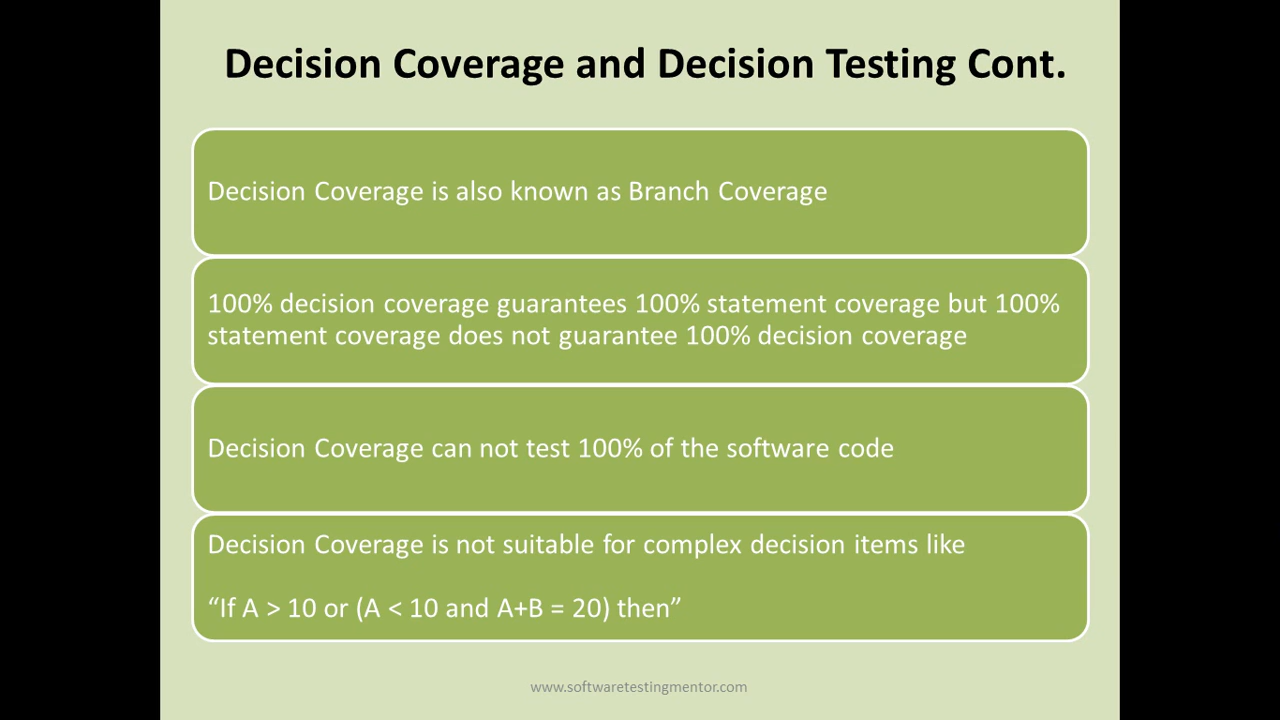 Decision Coverage and Decision Testing Cont.
Decision Coverage is also known as Branch Coverage
100% decision coverage guarantees 100% statement coverage but 100%
statement coverage does not guarantee 100% decision coverage
Decision Coverage can not test 100% of the software code
Decision Coverage is not suitable for complex decision items like
“If A > 10 or (A < 10 and A+B = 20) then”
www.softwaretestingmentor.com